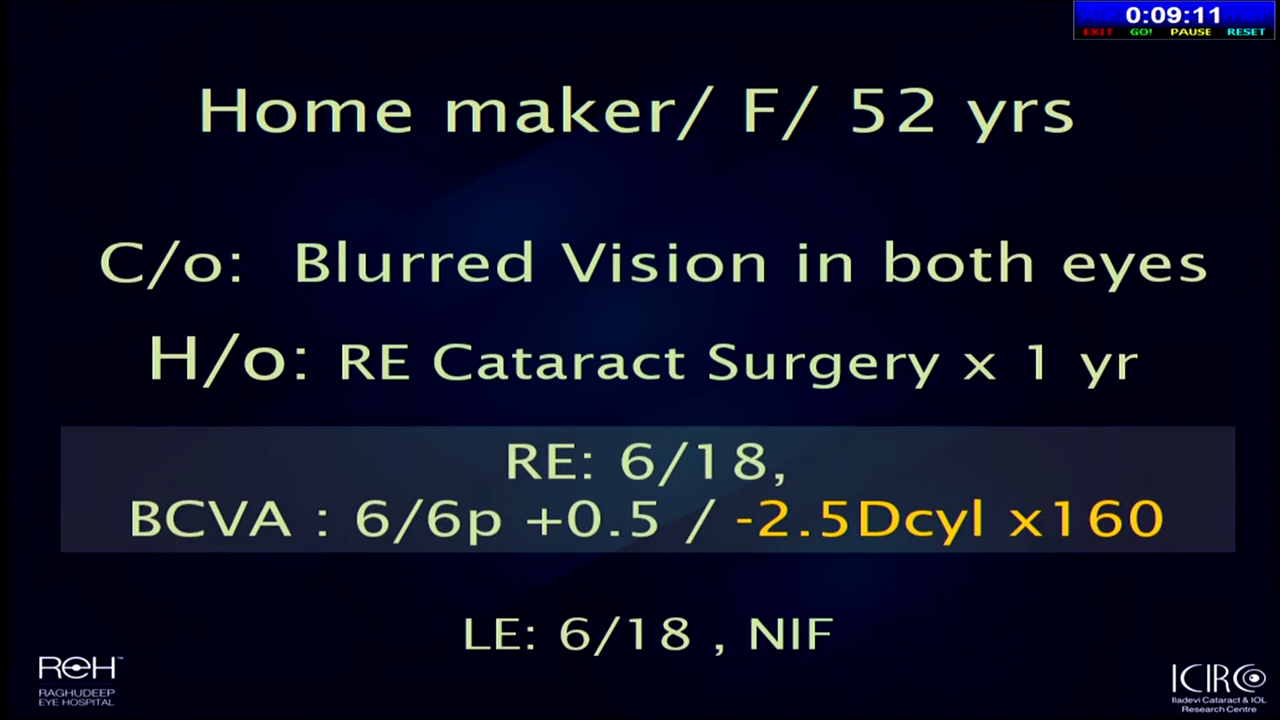 0:09:11
EXIT GO! PAUSE RESET
Home maker/ F/ 52 yrs
C/o: Blurred Vision in both eyes
H/o: RE Cataract Surgery x 1 yr
RE: 6/18,
BCVA : 6/6p +0.5 / -2.5Dcyl x160
LE: 6/18 , NIF
REH™
RAGHUDEEP
EYE HOSPITAL
ICIRC
Iladevi Cataract & IOL
Research Centre